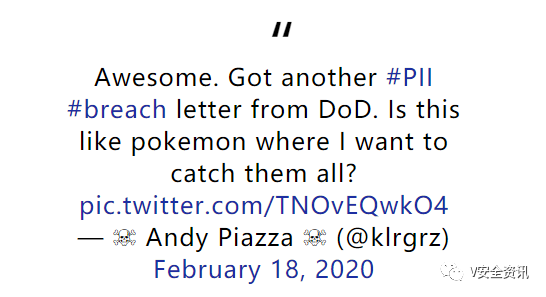 “
Awesome. Got another #PII
#breach letter from DoD. Is this
like pokemon where I want to
catch them all?
pic.twitter.com/TNOvEQwkO4
— ☠ Andy Piazza ☠ (@klrgrz)
February 18, 2020
V安全资讯